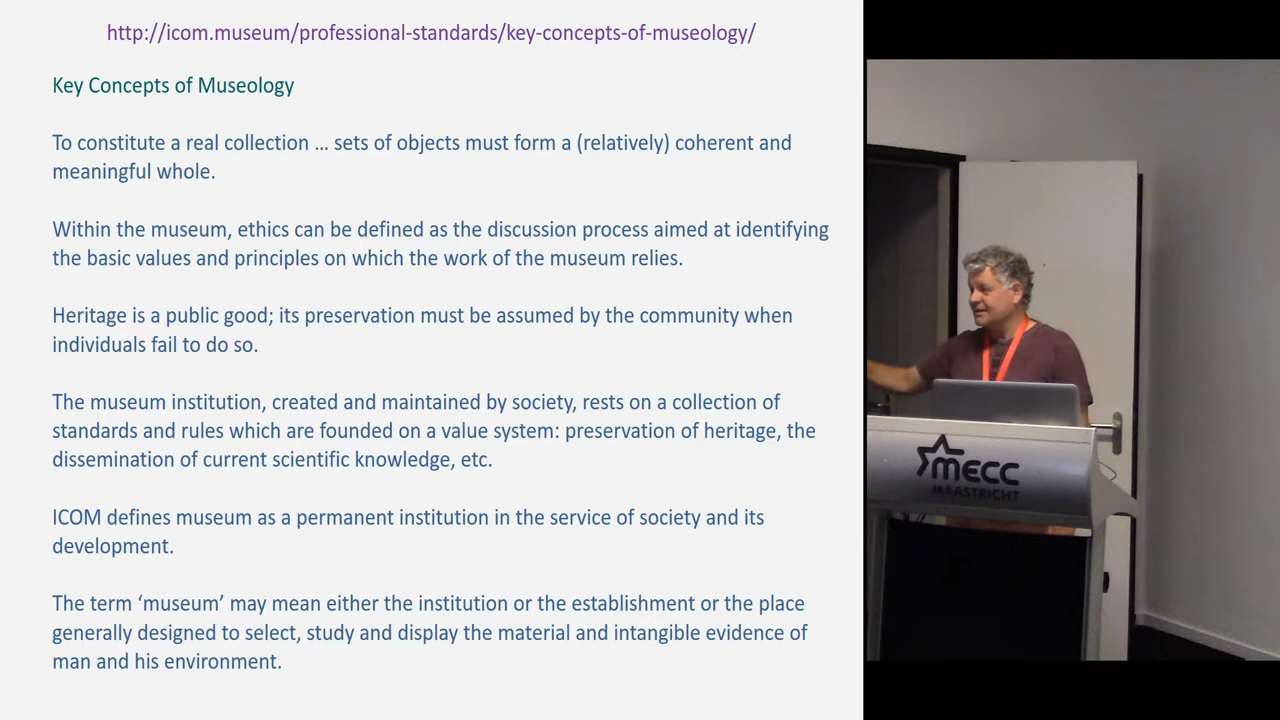 http://icom.museum/professional-standards/key-concepts-of-museology/
Key Concepts of Museology
To constitute a real collection ... sets of objects must form a (relatively) coherent and
meaningful whole.
Within the museum, ethics can be defined as the discussion process aimed at identifying
the basic values and principles on which the work of the museum relies.
Heritage is a public good; its preservation must be assumed by the community when
individuals fail to do so.
The museum institution, created and maintained by society, rests on a collection of
standards and rules which are founded on a value system: preservation of heritage, the
dissemination of current scientific knowledge, etc.
ICOM defines museum as a permanent institution in the service of society and its
development.
The term ‘museum’ may mean either the institution or the establishment or the place
generally designed to select, study and display the material and intangible evidence of
man and his environment.
mecc
MAASTRICHT